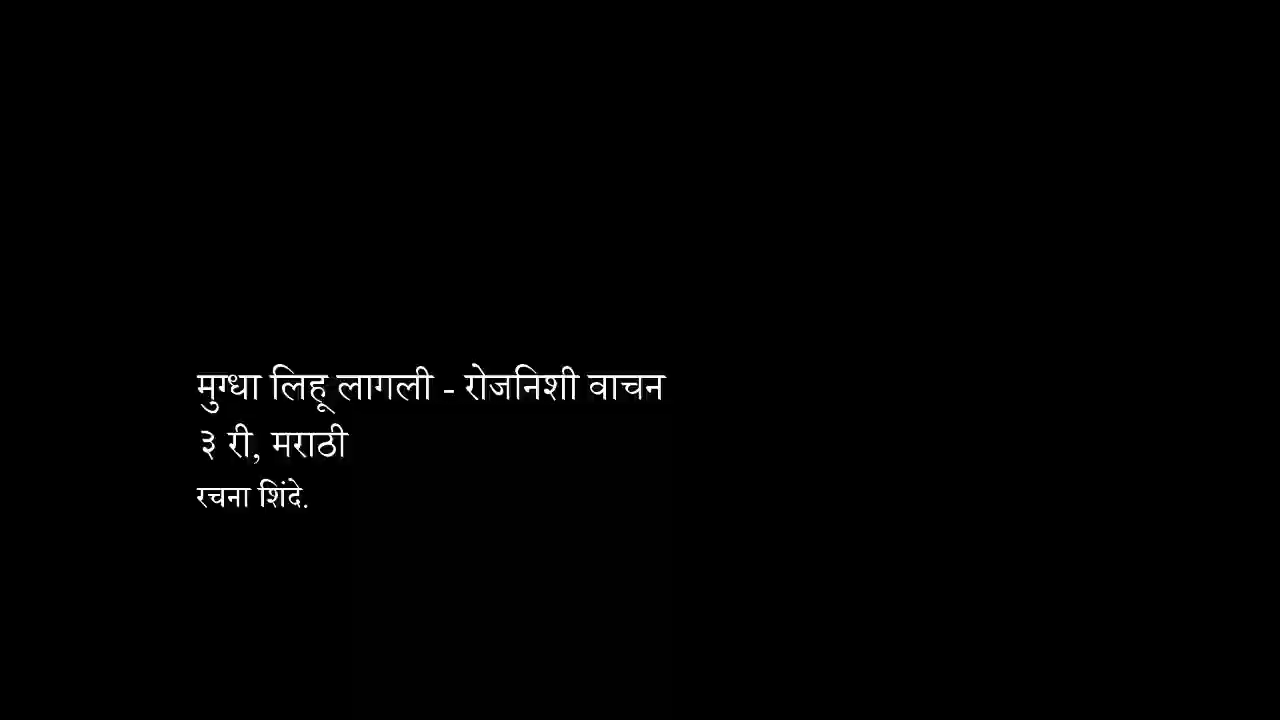 मुग्धा लिहू लागली - रोजनिशी वाचन
३ री, मराठी
रचना शिंदे.